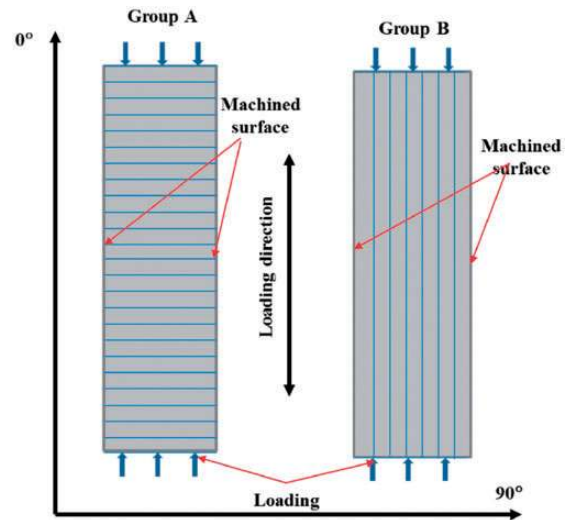 Group A
Group B
0°
Machined
surface
Machined
surface
Loading direction
Loading
90°